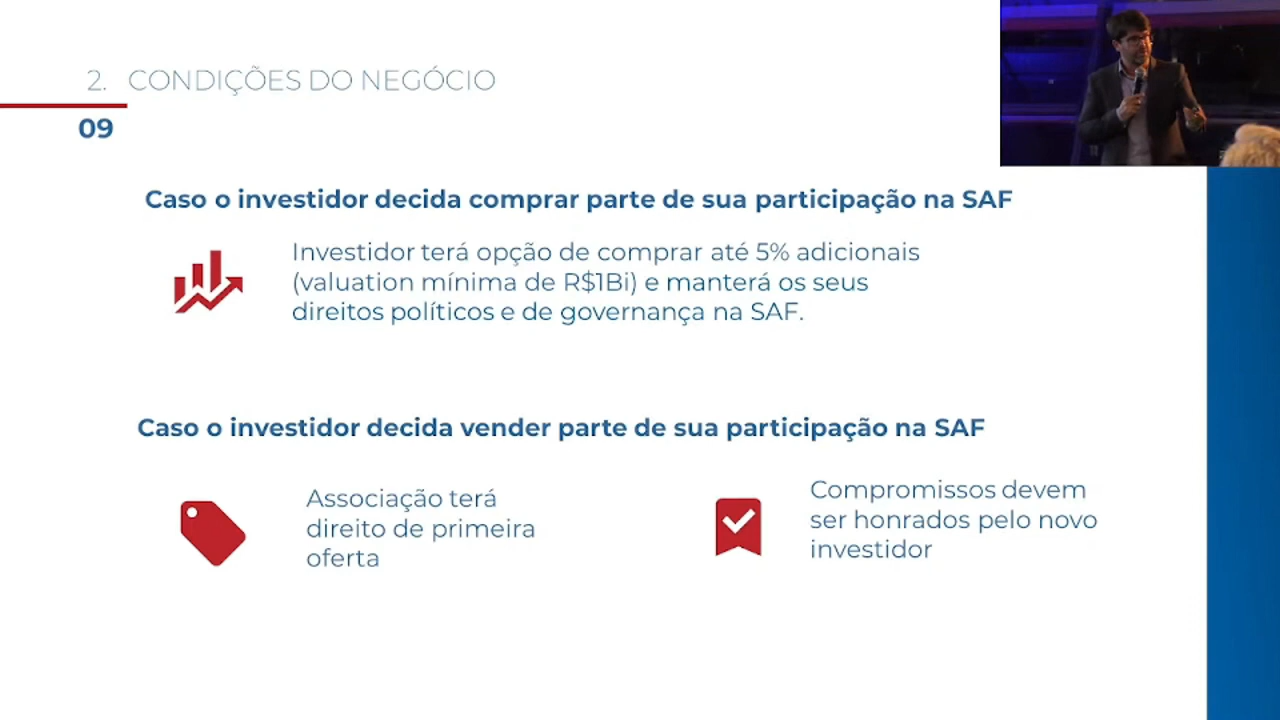 2. CONDIÇÕES DO NEGÓCIO
09
Caso o investidor decida comprar parte de sua participação na SAF
Investidor terá opção de comprar até 5% adicionais
(valuation mínima de R$1Bi) e manterá os seus
direitos políticos e de governança na SAF.
Caso o investidor decida vender parte de sua participação na SAF
Associação terá
direito de primeira
oferta
Compromissos devem
ser honrados pelo novo
investidor